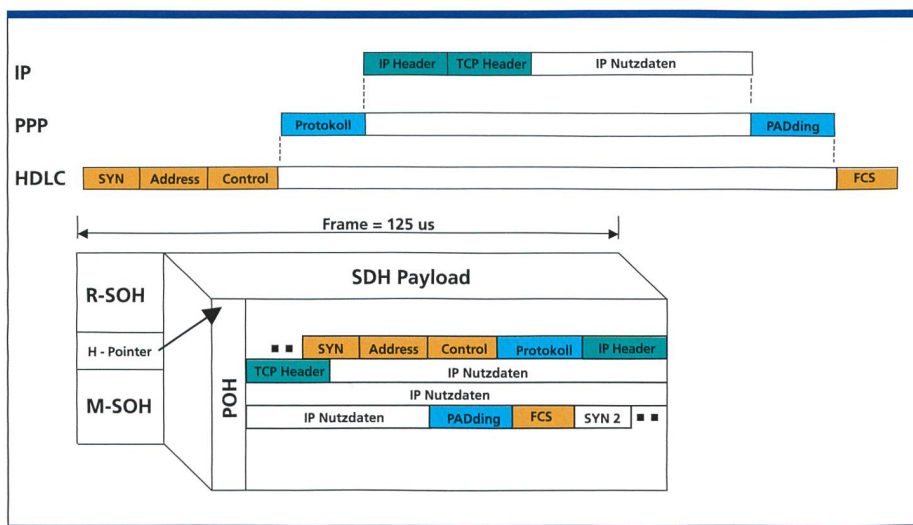 IP
IP Header TCP Header IP Nutzdaten
PPP
Protokoll PADding
HDLC
SYN Address Control FCS
Frame = 125 us
SDH Payload
R-SOH
H - Pointer
M-SOH
POH
SYN Address Control Protokoll IP Header
TCP Header IP Nutzdaten
IP Nutzdaten
IP Nutzdaten PADding FCS SYN 2